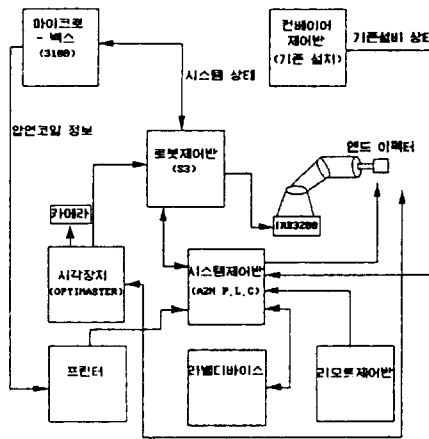 마이크로
- 백스
(3100)
컨베이어
제어반
(기존 설치)
기존설비 상태
시스템 상태
압연코일 정보
로봇제어반
(S3)
엔드 이펙터
IRB3200
카메라
시각장치
(OPTIMASTER)
시스템제어반
(A2N P.L.C)
프린터
라벨디바이스
리모트제어반